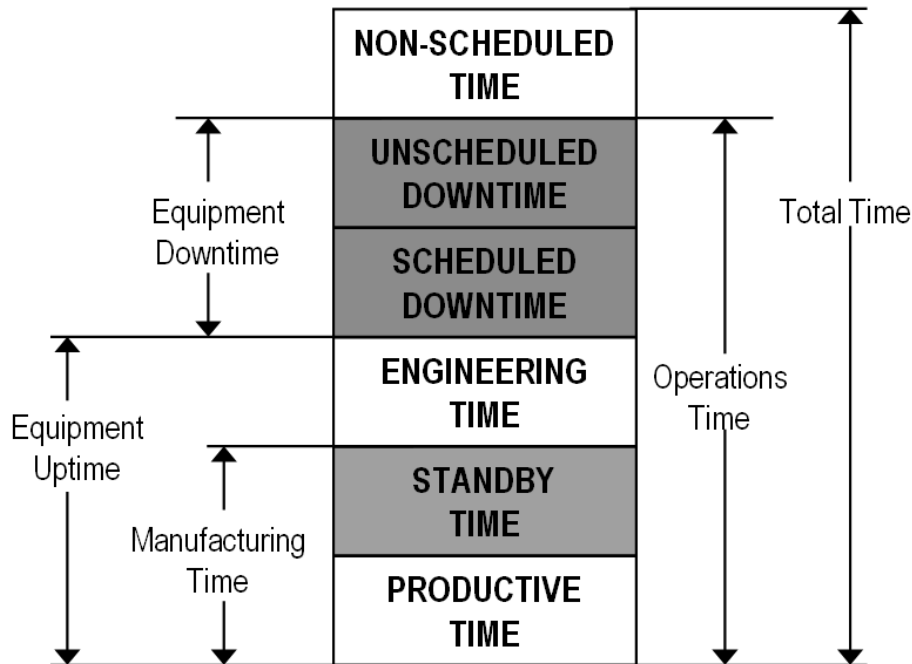 NON-SCHEDULED
TIME
UNSCHEDULED
DOWNTIME
Equipment
Downtime
Total Time
SCHEDULED
DOWNTIME
ENGINEERING
TIME
Operations
Time
Equipment
Uptime
STANDBY
TIME
Manufacturing
Time
PRODUCTIVE
TIME